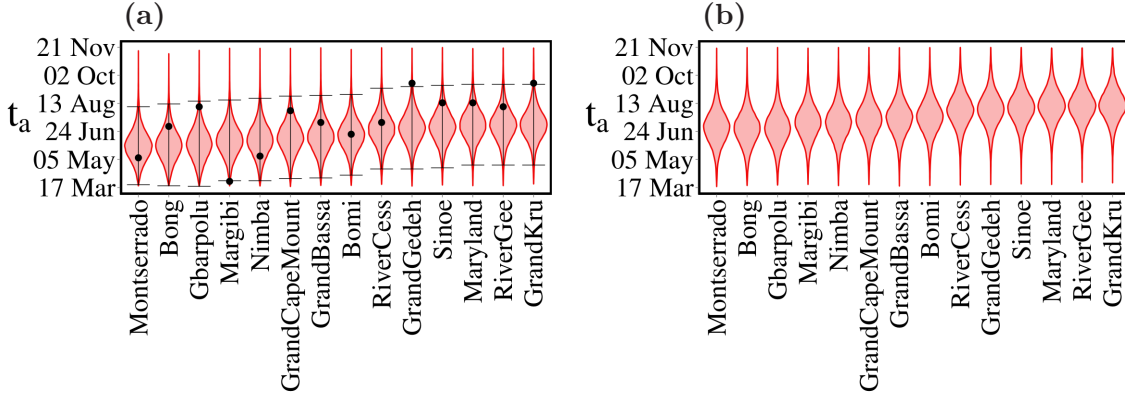 (a)
t_a
21 Nov
02 Oct
13 Aug
24 Jun
05 May
17 Mar
Montserrado
Bong
Gbarpolu
Margibi
Nimba
GrandCapeMount
GrandBassa
Bomi
RiverCess
GrandGedeh
Sinoe
Maryland
RiverGee
GrandKru
(b)
t_a
21 Nov
02 Oct
13 Aug
24 Jun
05 May
17 Mar
Montserrado
Bong
Gbarpolu
Margibi
Nimba
GrandCapeMount
GrandBassa
Bomi
RiverCess
GrandGedeh
Sinoe
Maryland
RiverGee
GrandKru